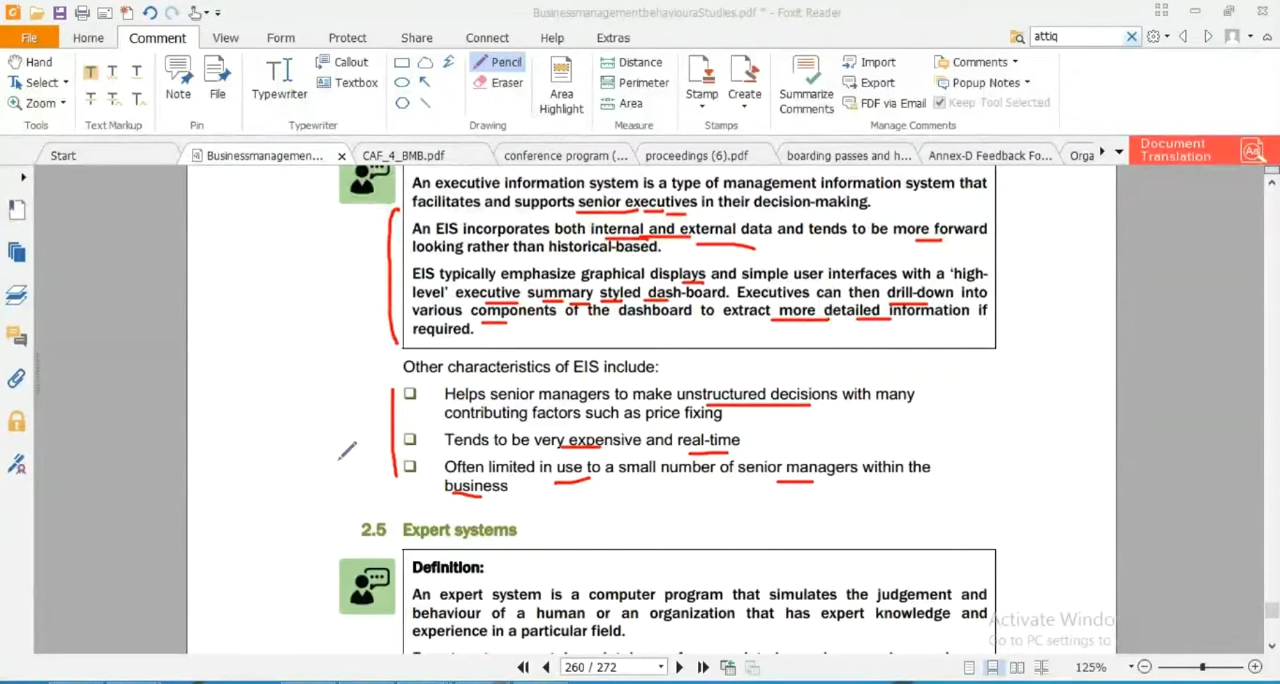 BusinessmanagementbehaviouraStudies.pdf * - Foxit Reader
File Home Comment View Form Protect Share Connect Help Extras attiq
Hand Select Zoom
Tools
Text Markup
Note File
Pin
Typewriter Callout Textbox
Typewriter
Pencil Eraser
Drawing
Area Highlight
Distance Perimeter Area
Measure
Stamp Create
Stamps
Summarize Comments
Import Export FDF via Email
Comments Popup Notes Keep Tool Selected
Manage Comments
Start Businessmanagemen... CAF_4_BMB.pdf conference program (... proceedings (6).pdf boarding passes and h... Annex-D Feedback Fo... Orga
Document Translation
An executive information system is a type of management information system that
facilitates and supports senior executives in their decision-making.
An EIS incorporates both internal and external data and tends to be more forward
looking rather than historical-based.
EIS typically emphasize graphical displays and simple user interfaces with a ‘high-
level’ executive summary styled dash-board. Executives can then drill-down into
various components of the dashboard to extract more detailed information if
required.
Other characteristics of EIS include:
Helps senior managers to make unstructured decisions with many
contributing factors such as price fixing
Tends to be very expensive and real-time
Often limited in use to a small number of senior managers within the
business
2.5 Expert systems
Definition:
An expert system is a computer program that simulates the judgement and
behaviour of a human or an organization that has expert knowledge and
experience in a particular field.
Activate Windo
Go to PC settings to
260 / 272
125%